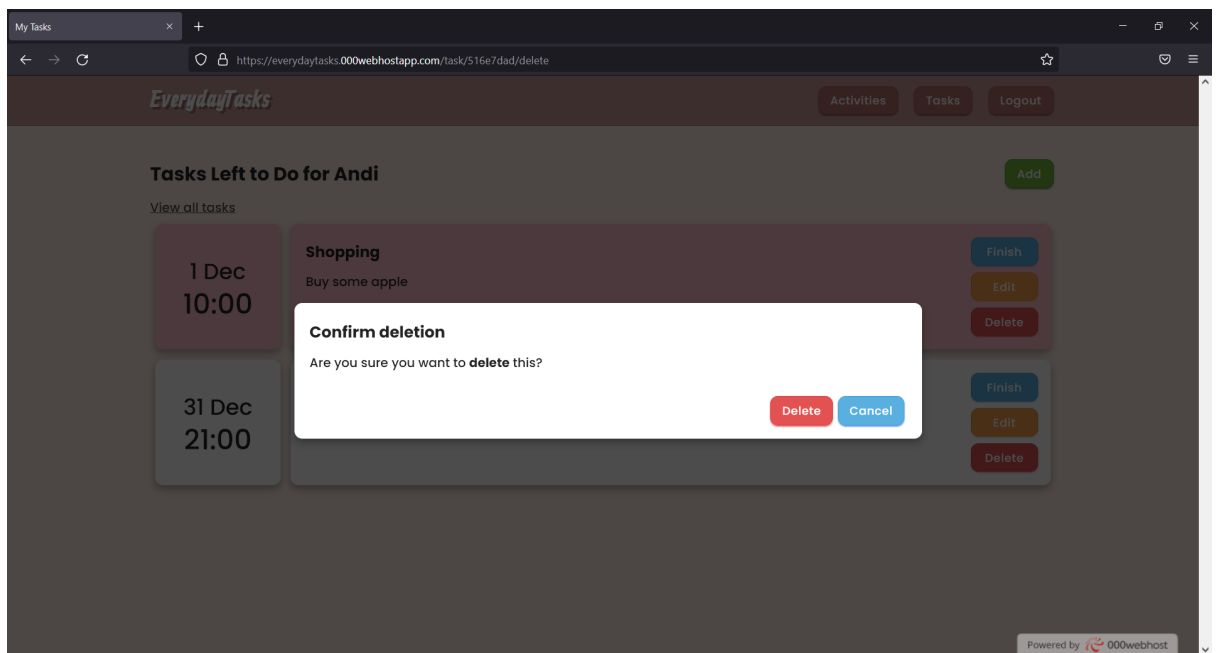 My Tasks
https://everydaytasks.000webhostapp.com/task/516e7dad/delete
EverydayTasks
Activities
Tasks
Logout
Tasks Left to Do for Andi
Add
View all tasks
1 Dec
10:00
Shopping
Buy some apple
Finish
Edit
Delete
Confirm deletion
Are you sure you want to delete this?
Delete
Cancel
31 Dec
21:00
Finish
Edit
Delete
Powered by 000webhost